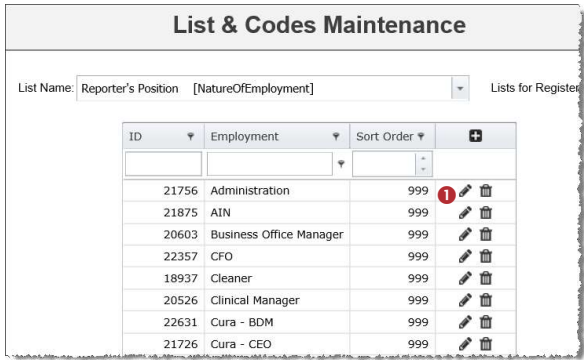 List & Codes Maintenance
List Name: Reporter's Position [NatureOfEmployment] Lists for Register
ID Employment Sort Order
21756 Administration 999 1
21875 AIN 999
20603 Business Office Manager 999
22357 CFO 999
18937 Cleaner 999
20526 Clinical Manager 999
22631 Cura - BDM 999
21726 Cura - CEO 999